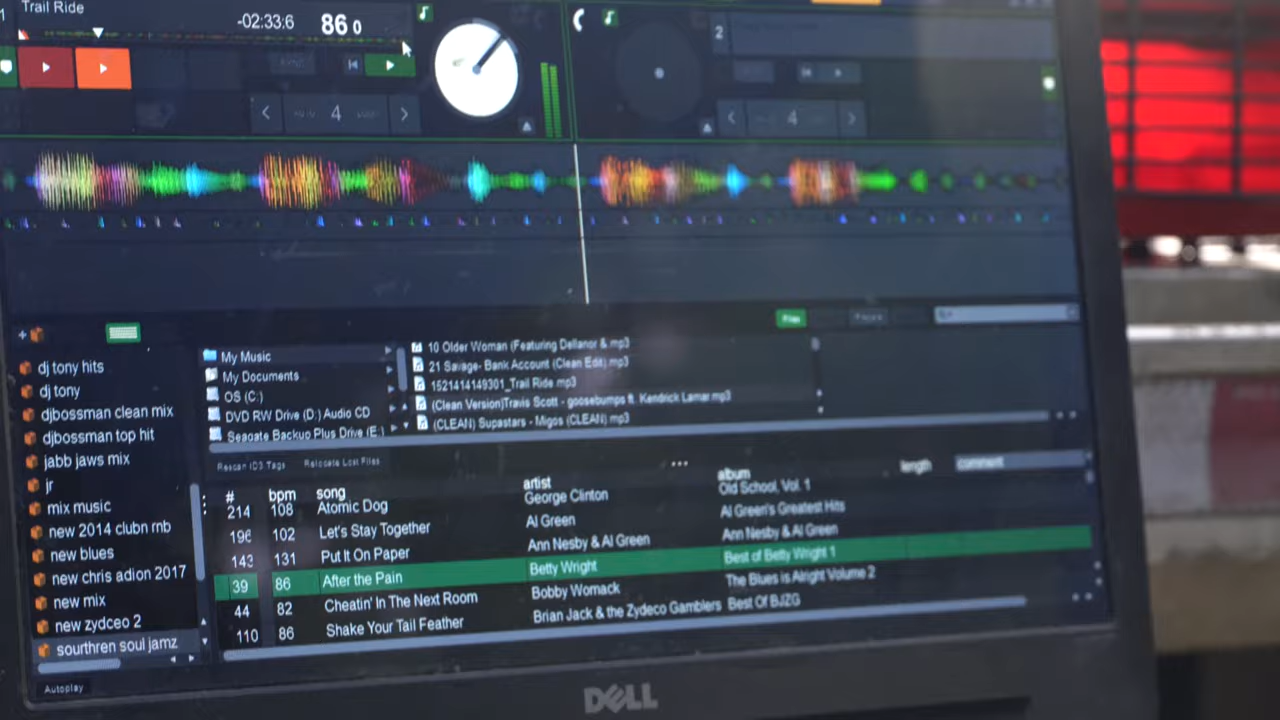 1 Trail Ride
-02:33:6 86 0
2
SYNC
4
4
Files
dj tony hits
dj tony
djbossman clean mix
djbossman top hit
jabb jaws mix
jr
mix music
new 2014 clubn rnb
new blues
new chris adion 2017
new mix
new zydceo 2
sourthren soul jamz
Autoplay
My Music
My Documents
OS (C:)
DVD RW Drive (D:) Audio CD
Seagate Backup Plus Drive (E:)
10 Older Woman (Featuring Dellanor & .mp3
21 Savage- Bank Account (Clean Edit).mp3
1521414149301_Trail Ride.mp3
(Clean Version)Travis Scott - goosebumps ft. Kendrick Lamar.mp3
(CLEAN) Supastars - Migos (CLEAN).mp3
Rescan ID3 Tags Relocate Lost Files
# bpm song artist album length comment
214 108 Atomic Dog George Clinton Old School, Vol. 1
196 102 Let's Stay Together Al Green Al Green's Greatest Hits
143 131 Put It On Paper Ann Nesby & Al Green Ann Nesby & Al Green
39 86 After the Pain Betty Wright Best of Betty Wright 1
44 82 Cheatin' In The Next Room Bobby Womack The Blues is Alright Volume 2
110 86 Shake Your Tail Feather Brian Jack & the Zydeco Gamblers Best Of BJZG
DELL